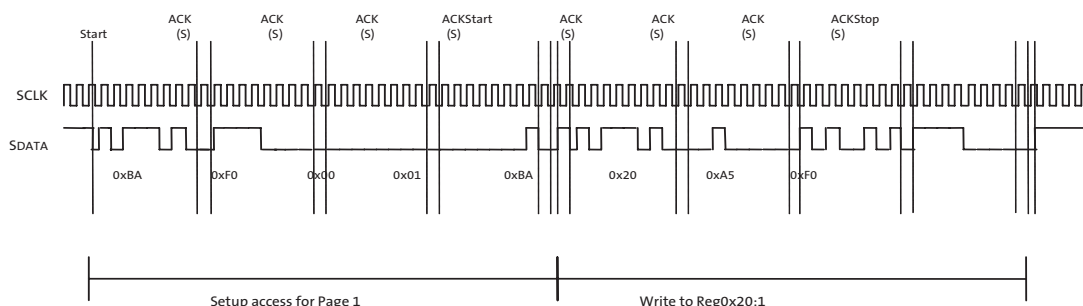 ACK ACK ACK ACKStart ACK ACK ACK ACKStop
Start (S) (S) (S) (S) (S) (S) (S) (S)
SCLK
SDATA
0xBA 0xF0 0x00 0x01 0xBA 0x20 0xA5 0xF0
Setup access for Page 1 Write to Reg0x20:1